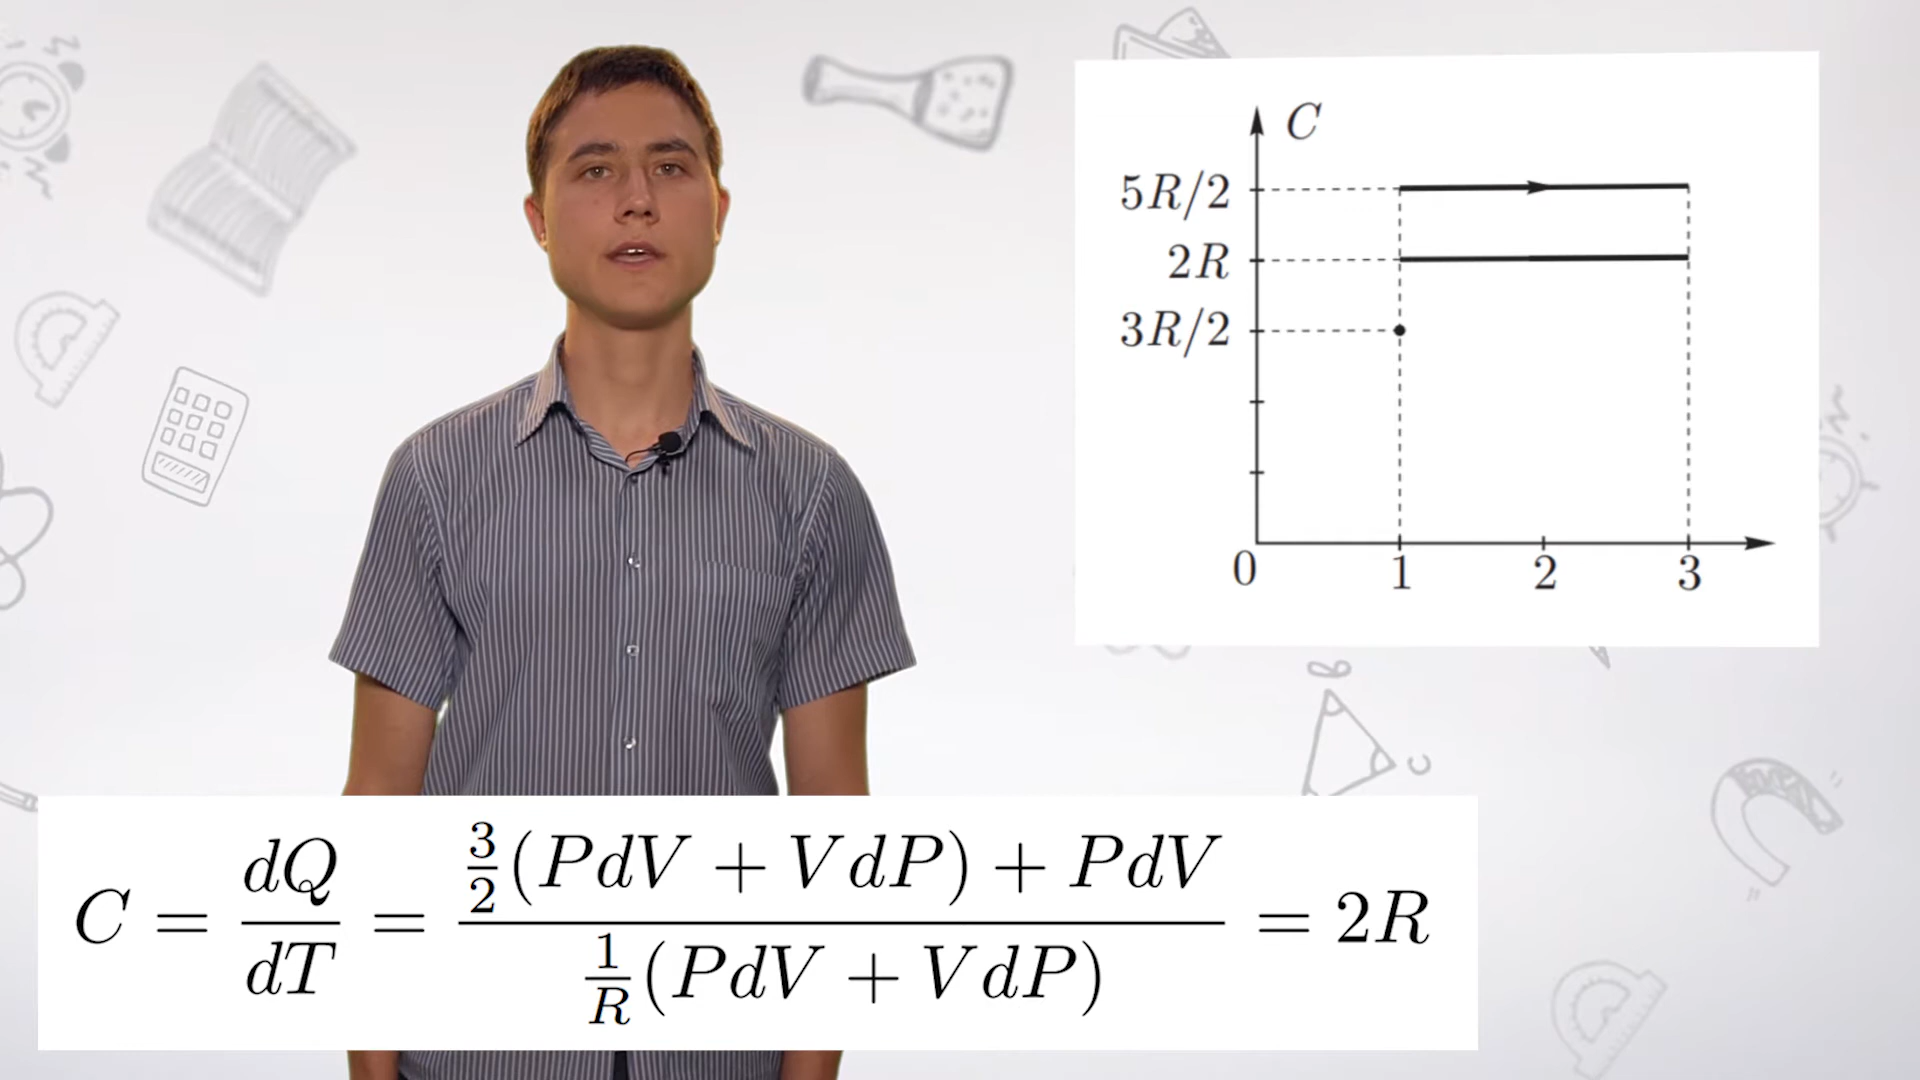 C
5R/2
2R
3R/2
0 1 2 3
C = dQ/dT = (3/2(PdV + VdP) + PdV) / (1/R(PdV + VdP)) = 2R